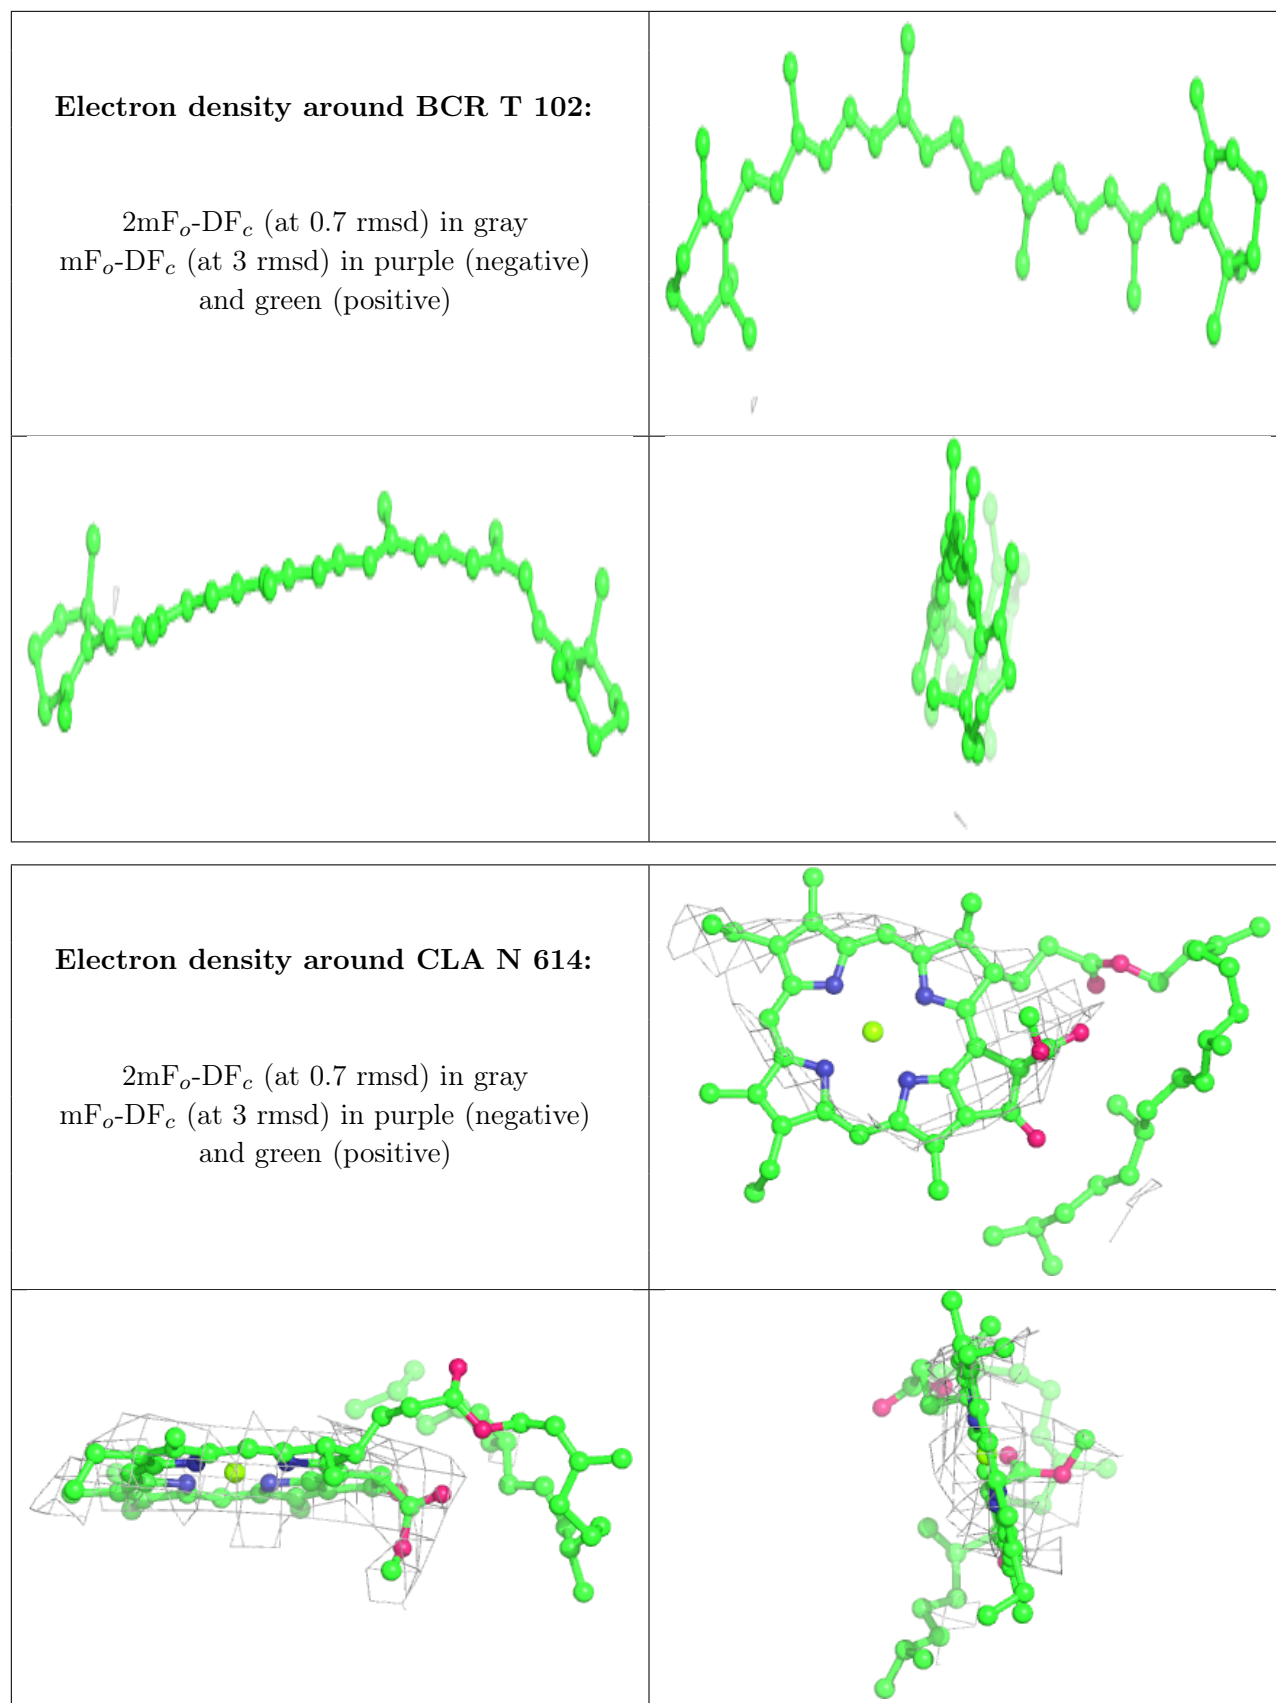 Electron density around BCR T 102:
2mFₒ-DF𝑐 (at 0.7 rmsd) in gray
mFₒ-DF𝑐 (at 3 rmsd) in purple (negative)
and green (positive)
Electron density around CLA N 614:
2mFₒ-DF𝑐 (at 0.7 rmsd) in gray
mFₒ-DF𝑐 (at 3 rmsd) in purple (negative)
and green (positive)